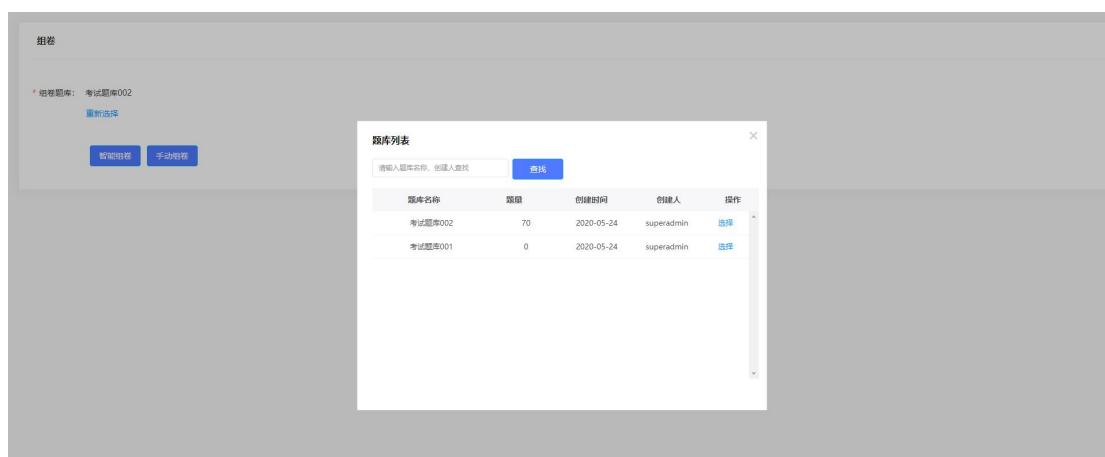 组卷
* 组卷题库： 考试题库002
重新选择
智能组卷 手动组卷
题库列表
请输入题库名称、创建人查找 查找
题库名称 题量 创建时间 创建人 操作
考试题库002 70 2020-05-24 superadmin 选择
考试题库001 0 2020-05-24 superadmin 选择